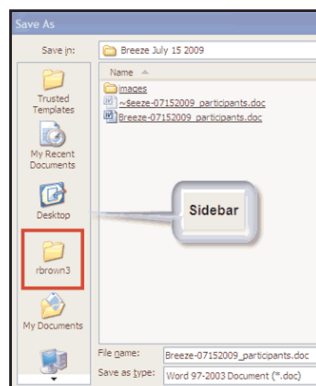 Save As
Save in: Breeze July 15 2009
Name
images
~$eeze-07152009_participants.doc
Breeze-07152009_participants.doc
Trusted
Templates
My Recent
Documents
Desktop
Sidebar
rbrown3
My Documents
File name: Breeze-07152009_participants.doc
Save as type: Word 97-2003 Document (*.doc)